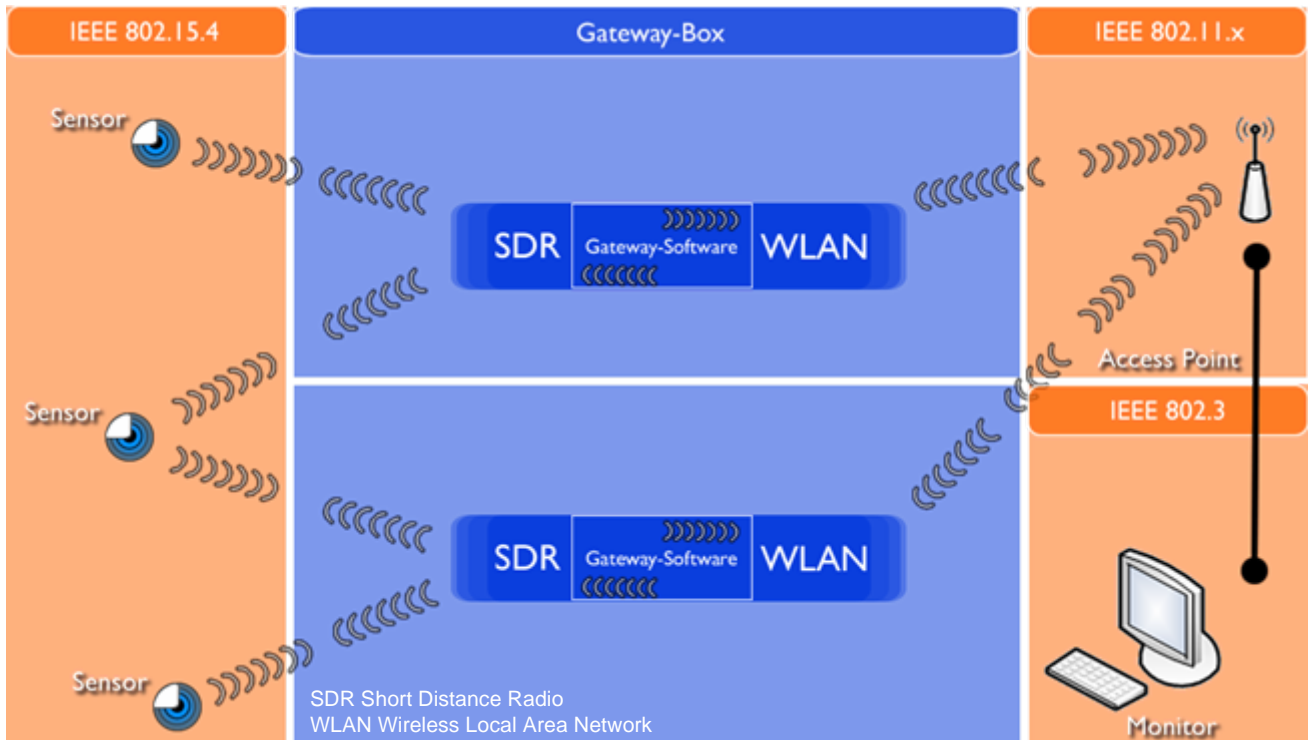 IEEE 802.15.4
Gateway-Box
IEEE 802.11.x
Sensor
SDR
Gateway-Software
WLAN
Access Point
Sensor
IEEE 802.3
SDR
Gateway-Software
WLAN
Sensor
SDR Short Distance Radio
WLAN Wireless Local Area Network
Monitor